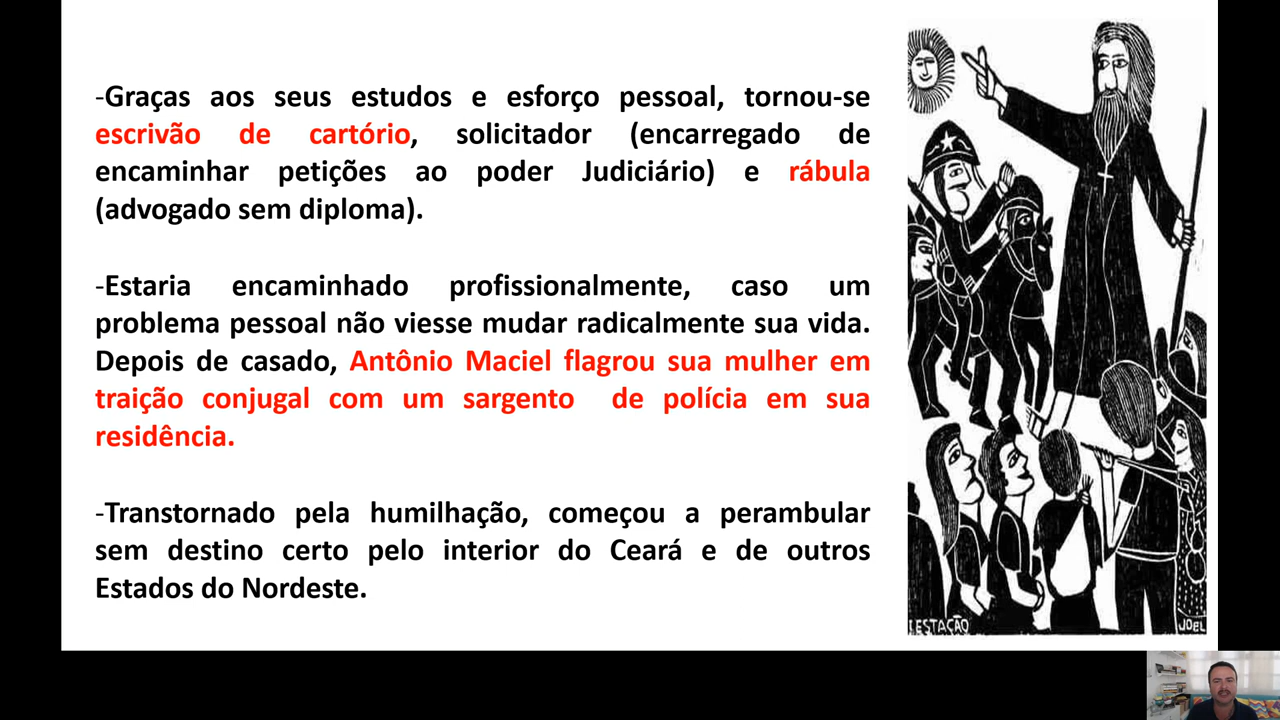 -Graças aos seus estudos e esforço pessoal, tornou-se
escrivão de cartório, solicitador (encarregado de
encaminhar petições ao poder Judiciário) e rábula
(advogado sem diploma).
-Estaria encaminhado profissionalmente, caso um
problema pessoal não viesse mudar radicalmente sua vida.
Depois de casado, Antônio Maciel flagrou sua mulher em
traição conjugal com um sargento de polícia em sua
residência.
-Transtornado pela humilhação, começou a perambular
sem destino certo pelo interior do Ceará e de outros
Estados do Nordeste.
JOEL